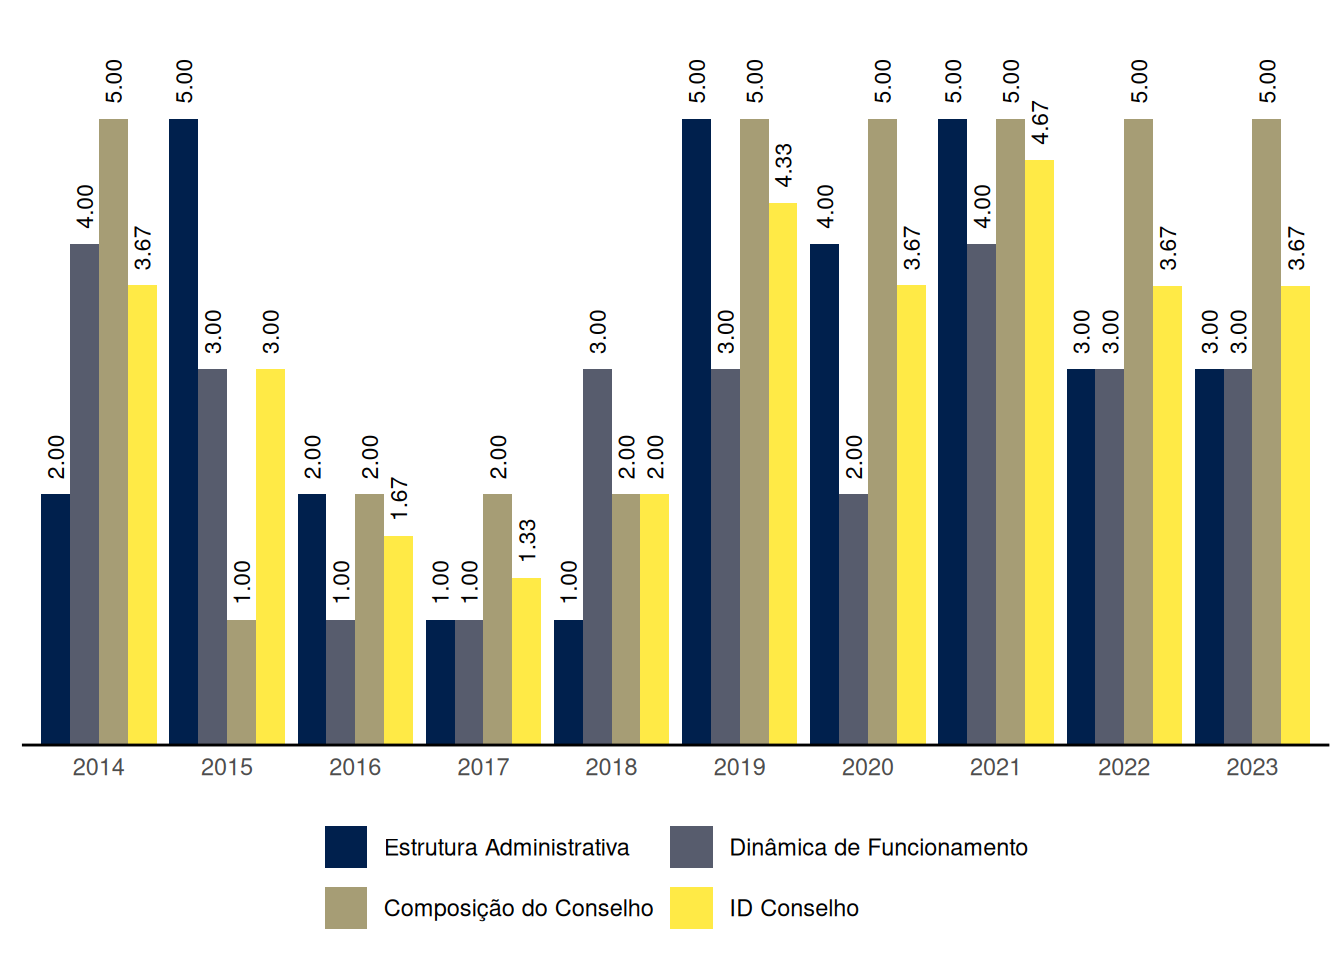 2.00 4.00 5.00 3.67
5.00 3.00 1.00 3.00
2.00 1.00 2.00 1.67
1.00 1.00 2.00 1.33
1.00 3.00 2.00 2.00
5.00 3.00 5.00 4.33
4.00 2.00 5.00 3.67
5.00 4.00 5.00 4.67
3.00 3.00 5.00 3.67
3.00 3.00 5.00 3.67
2014 2015 2016 2017 2018 2019 2020 2021 2022 2023
Estrutura Administrativa Dinâmica de Funcionamento
Composição do Conselho ID Conselho